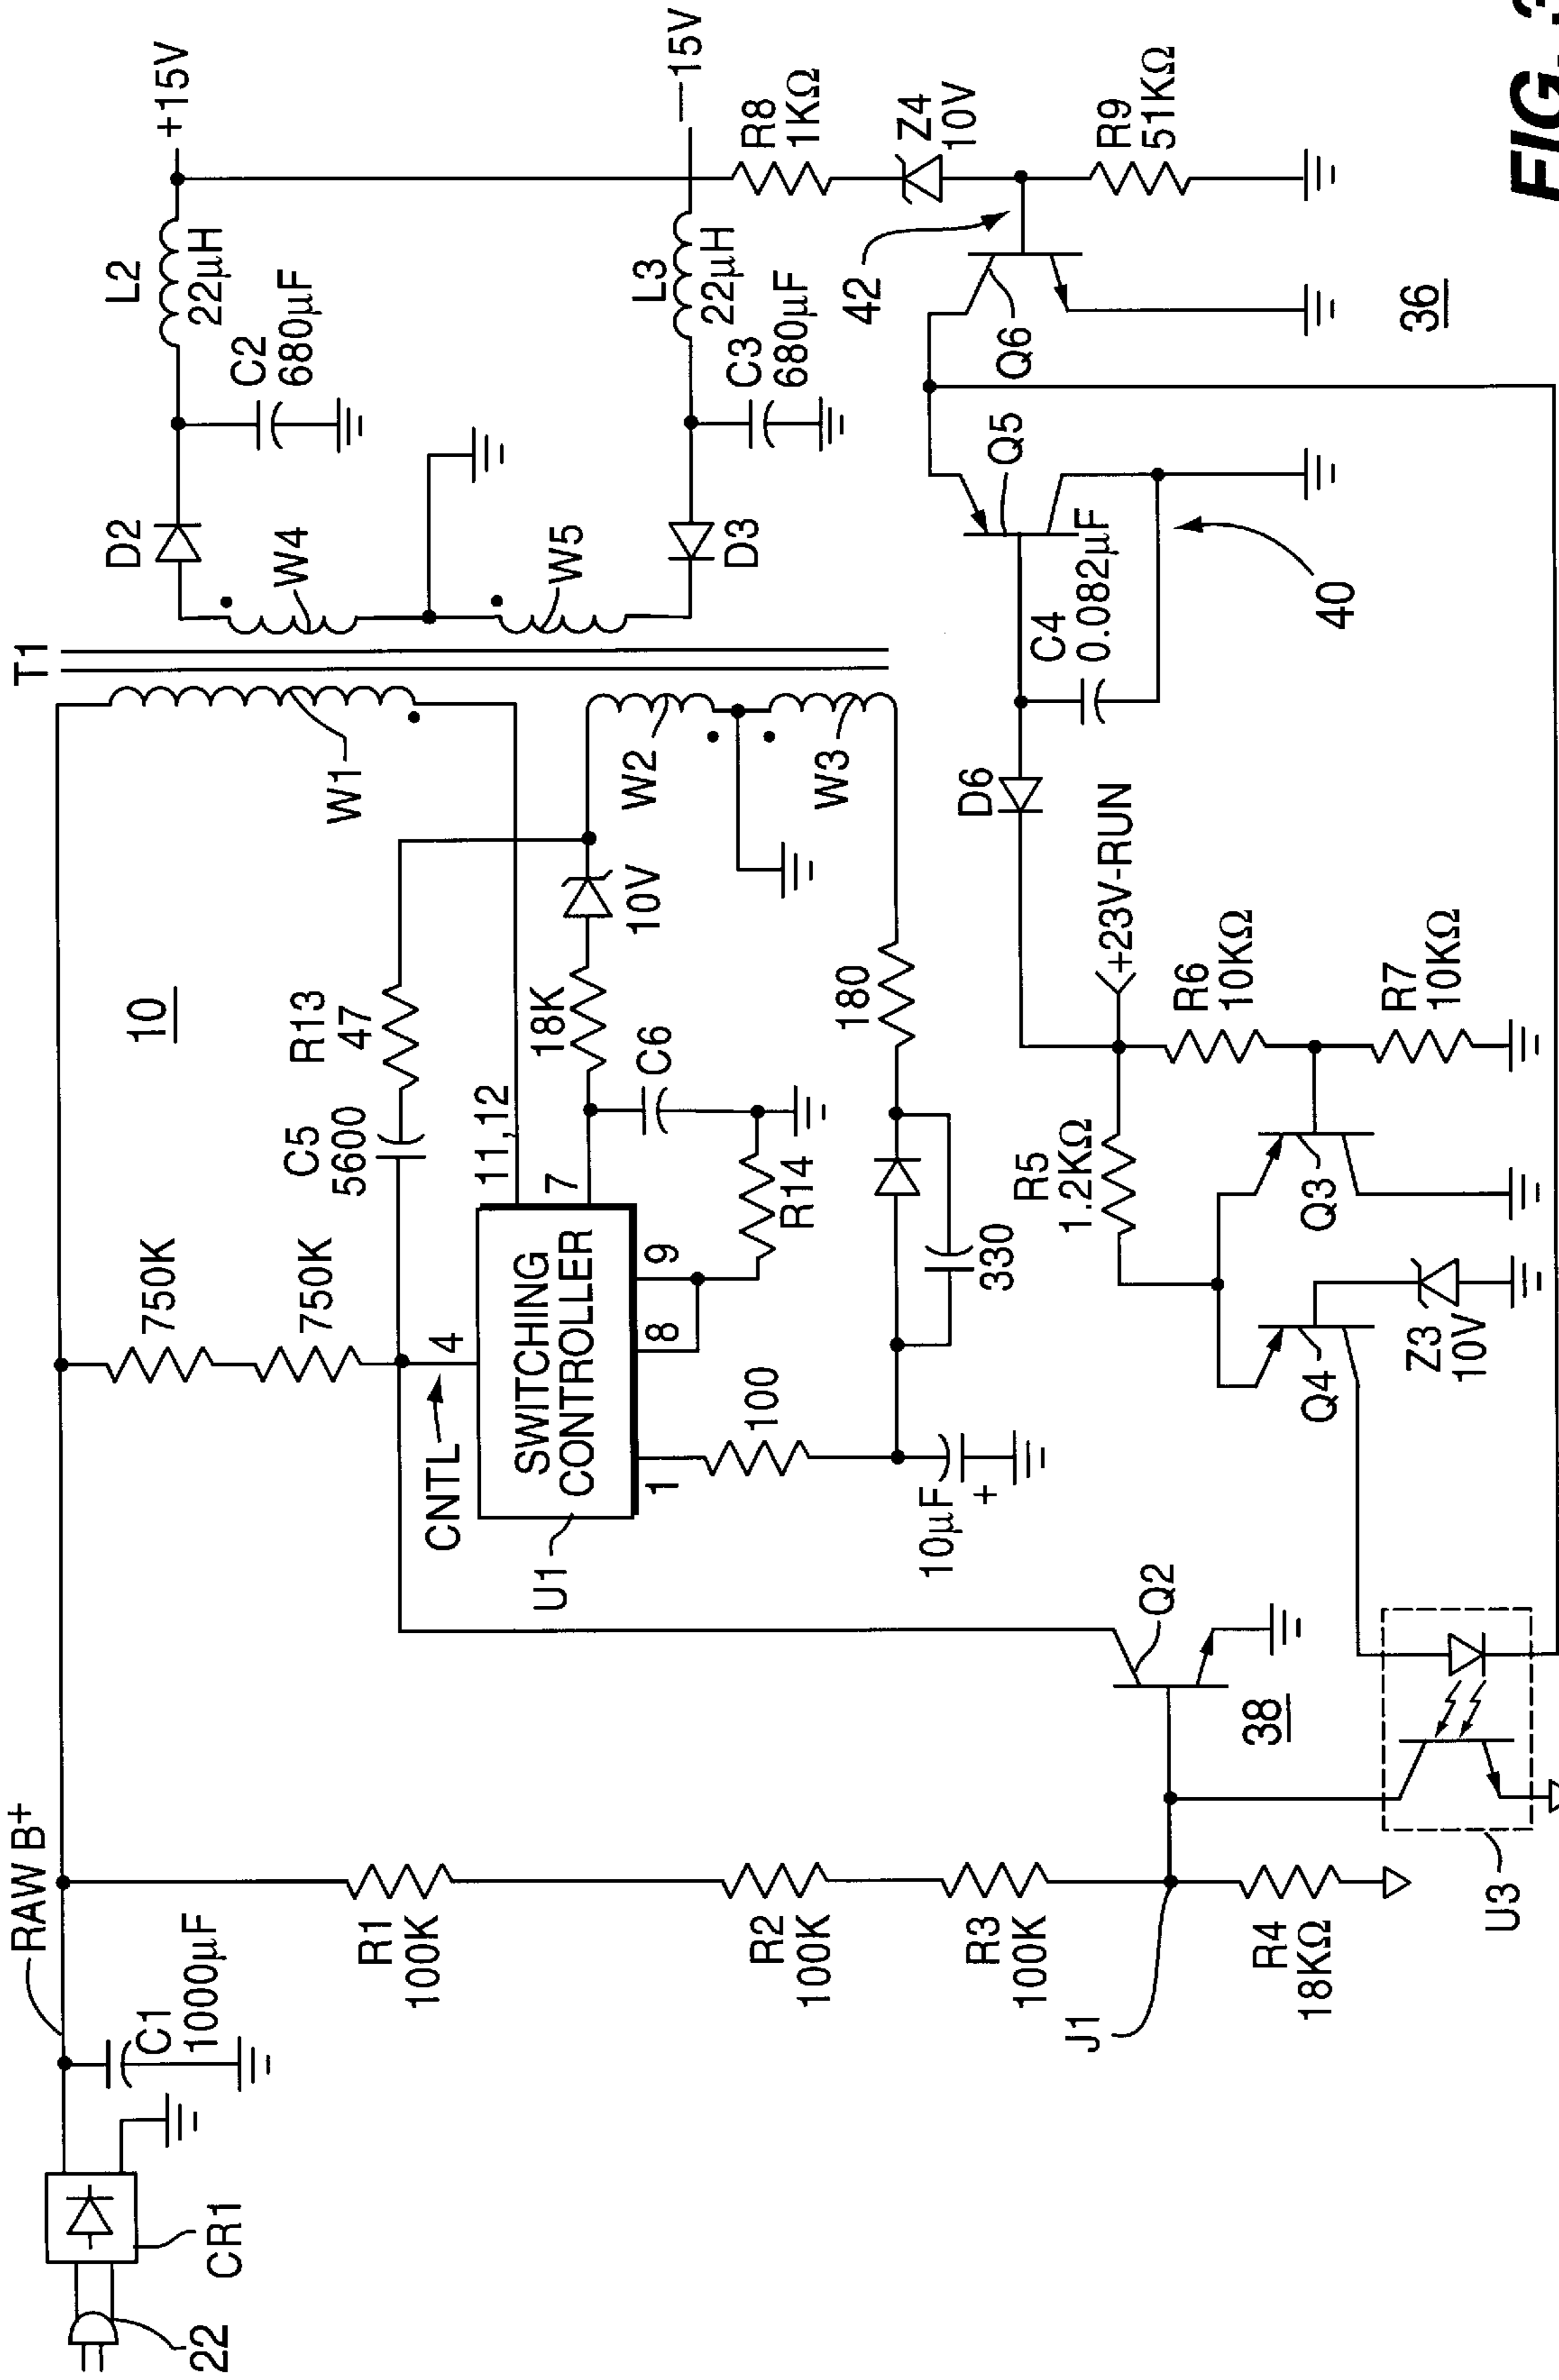 RAW B+
C1
1000µF
CR1
22
R1
100K
R2
100K
R3
100K
J1
R4
18KΩ
U3
38
Q2
750K
750K
CNTL
4
SWITCHING
CONTROLLER
U1
11,12
7
9
8
1
100
10µF
+
330
180
R14
C6
18K
10V
C5
5600
R13
47
10
W1
W2
W3
T1
W4
W5
D2
D3
C2
680µF
L2
22µH
C3
680µF
L3
22µH
+15V
—15V
R8
1KΩ
Z4
10V
R9
51KΩ
42
Q6
36
Q5
C4
0.082µF
40
D6
+23V-RUN
R5
1.2KΩ
R6
10KΩ
R7
10KΩ
Q3
Q4
Z3
10V
FIG.